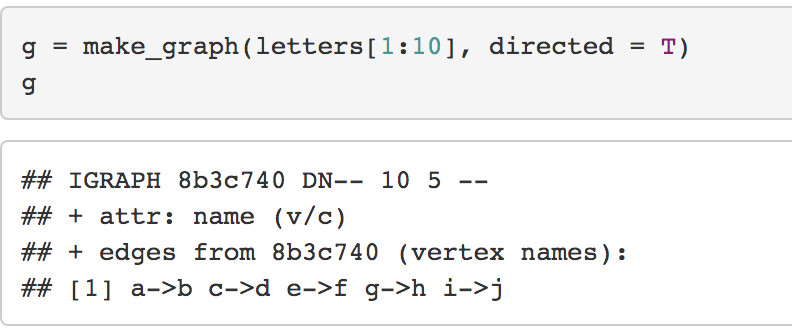 g = make_graph(letters[1:10], directed = T)
g
## IGRAPH 8b3c740 DN-- 10 5 --
## + attr: name (v/c)
## + edges from 8b3c740 (vertex names):
## [1] a->b c->d e->f g->h i->j